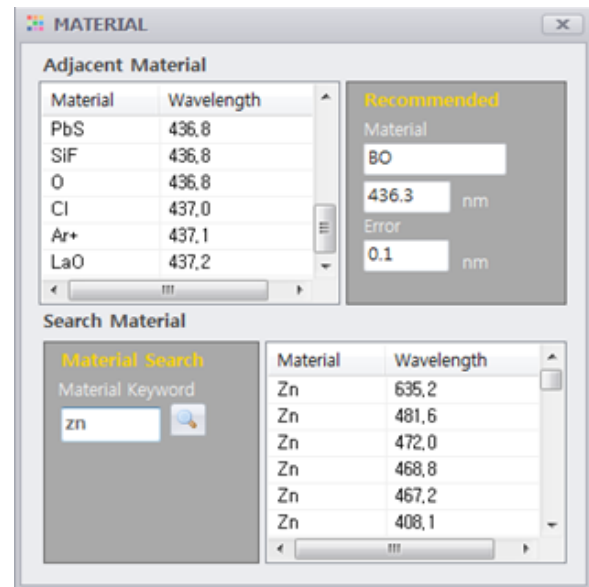 MATERIAL
Adjacent Material
Material Wavelength
PbS 436,8
SiF 436,8
O 436,8
Cl 437,0
Ar+ 437,1
LaO 437,2
Recommended
Material
BO
436.3 nm
Error
0.1 nm
Search Material
Material Search
Material Keyword
zn
Material Wavelength
Zn 635,2
Zn 481,6
Zn 472,0
Zn 468,8
Zn 467,2
Zn 408,1